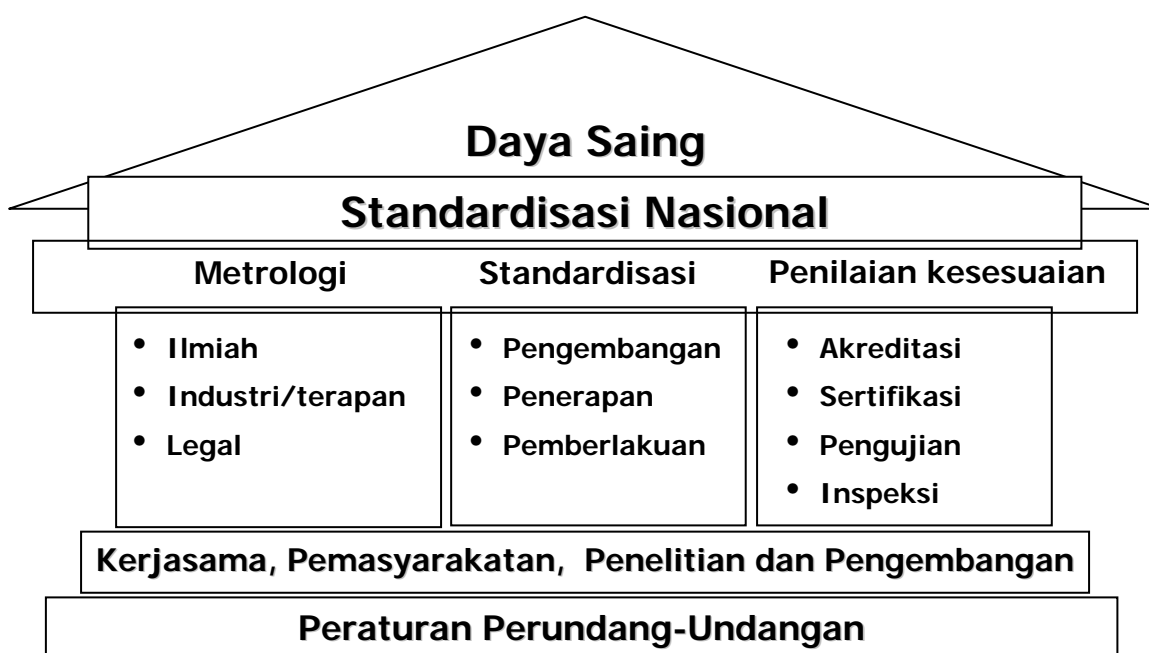 Daya Saing
Standardisasi Nasional
Metrologi
Standardisasi
Penilaian kesesuaian
• Ilmiah
• Industri/terapan
• Legal
• Pengembangan
• Penerapan
• Pemberlakuan
• Akreditasi
• Sertifikasi
• Pengujian
• Inspeksi
Kerjasama, Pemasyarakatan, Penelitian dan Pengembangan
Peraturan Perundang-Undangan